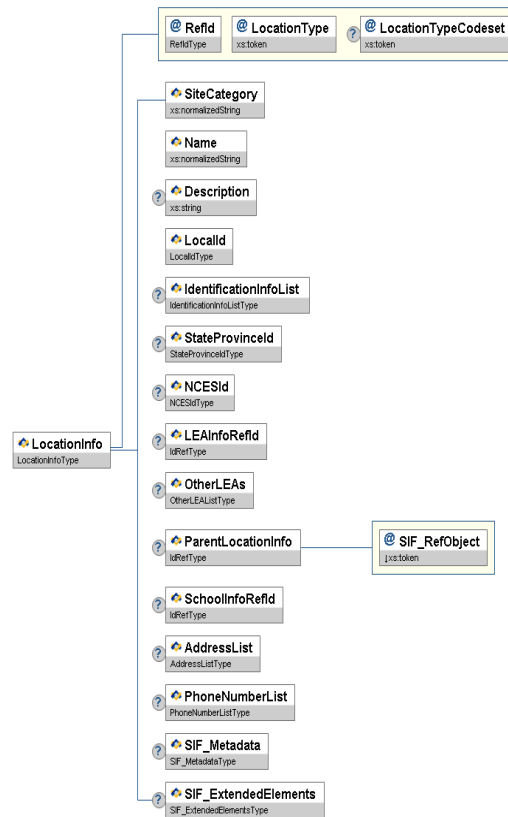 @ RefId
RefIdType
@ LocationType
xs:token
? @ LocationTypeCodeset
xs:token
SiteCategory
xs:normalizedString
Name
xs:normalizedString
? Description
xs:string
LocalId
LocalIdType
? IdentificationInfoList
IdentificationInfoListType
? StateProvinceId
StateProvinceIdType
? NCESId
NCESIdType
LocationInfo
LocationInfoType
? LEAInfoRefId
IdRefType
? OtherLEAs
OtherLEAListType
? ParentLocationInfo
IdRefType
@ SIF_RefObject
xs:token
? SchoolInfoRefId
IdRefType
? AddressList
AddressListType
? PhoneNumberList
PhoneNumberListType
? SIF_Metadata
SIF_MetadataType
? SIF_ExtendedElements
SIF_ExtendedElementsType